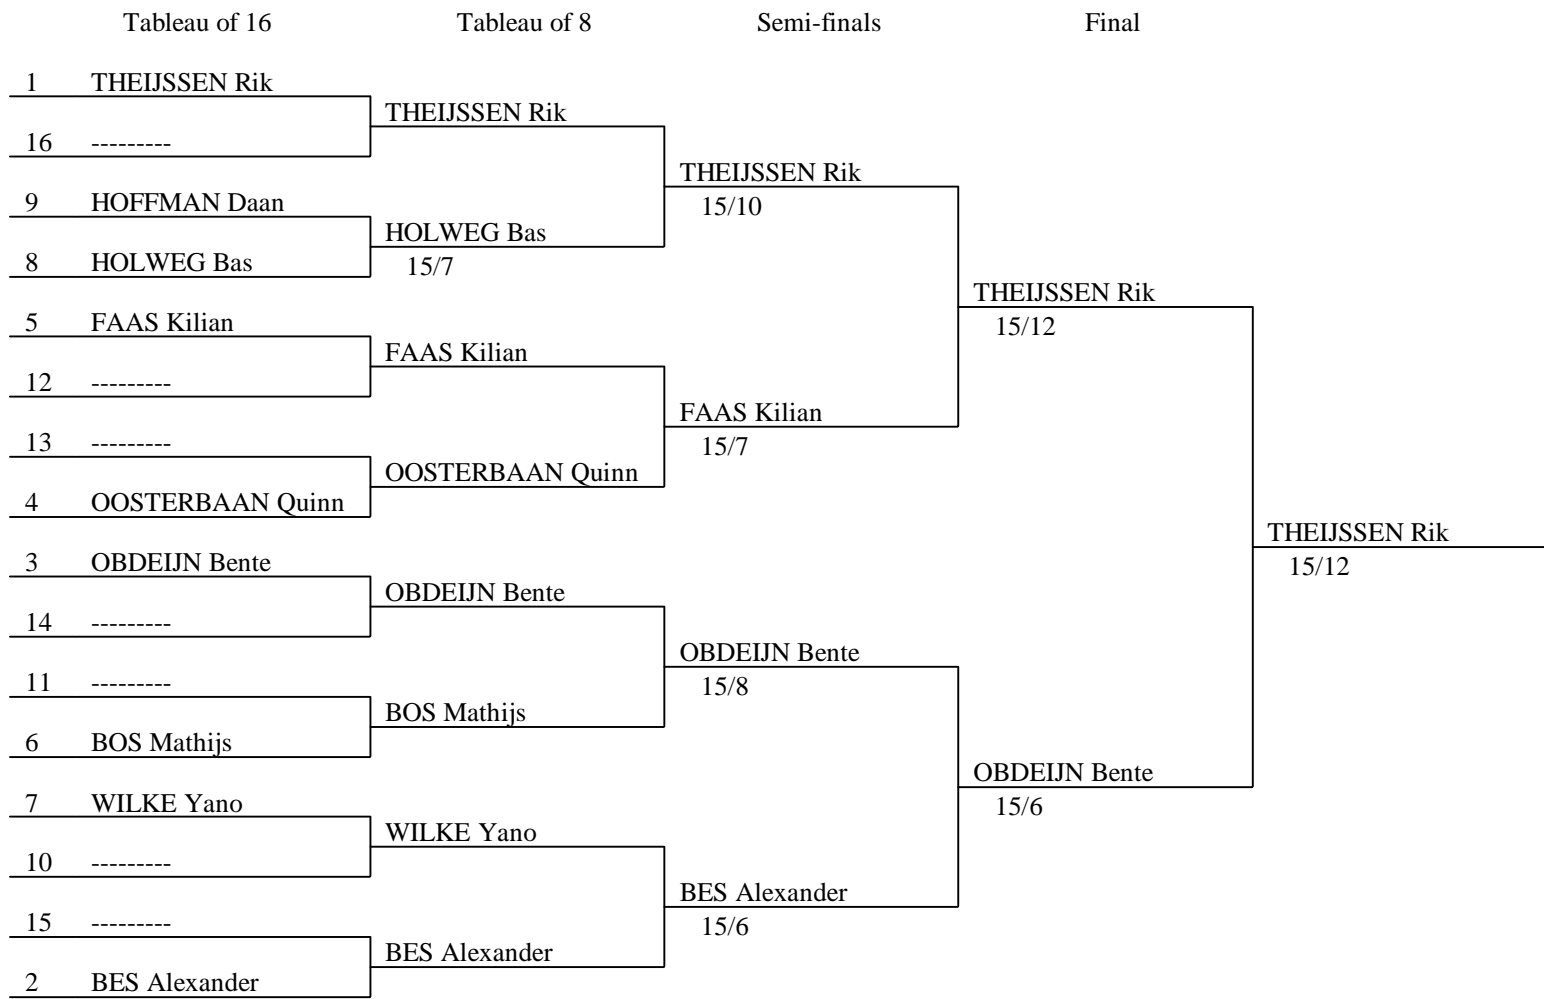 Tableau of 16 Tableau of 8 Semi-finals Final
1 THEIJSSEN Rik
THEIJSSEN Rik
16 ---------
THEIJSSEN Rik
15/10
9 HOFFMAN Daan
HOLWEG Bas
15/7
8 HOLWEG Bas
THEIJSSEN Rik
15/12
5 FAAS Kilian
FAAS Kilian
12 ---------
FAAS Kilian
15/7
13 ---------
OOSTERBAAN Quinn
4 OOSTERBAAN Quinn
THEIJSSEN Rik
15/12
3 OBDEIJN Bente
OBDEIJN Bente
14 ---------
OBDEIJN Bente
15/8
11 ---------
BOS Mathijs
6 BOS Mathijs
OBDEIJN Bente
15/6
7 WILKE Yano
WILKE Yano
10 ---------
BES Alexander
15/6
15 ---------
BES Alexander
2 BES Alexander